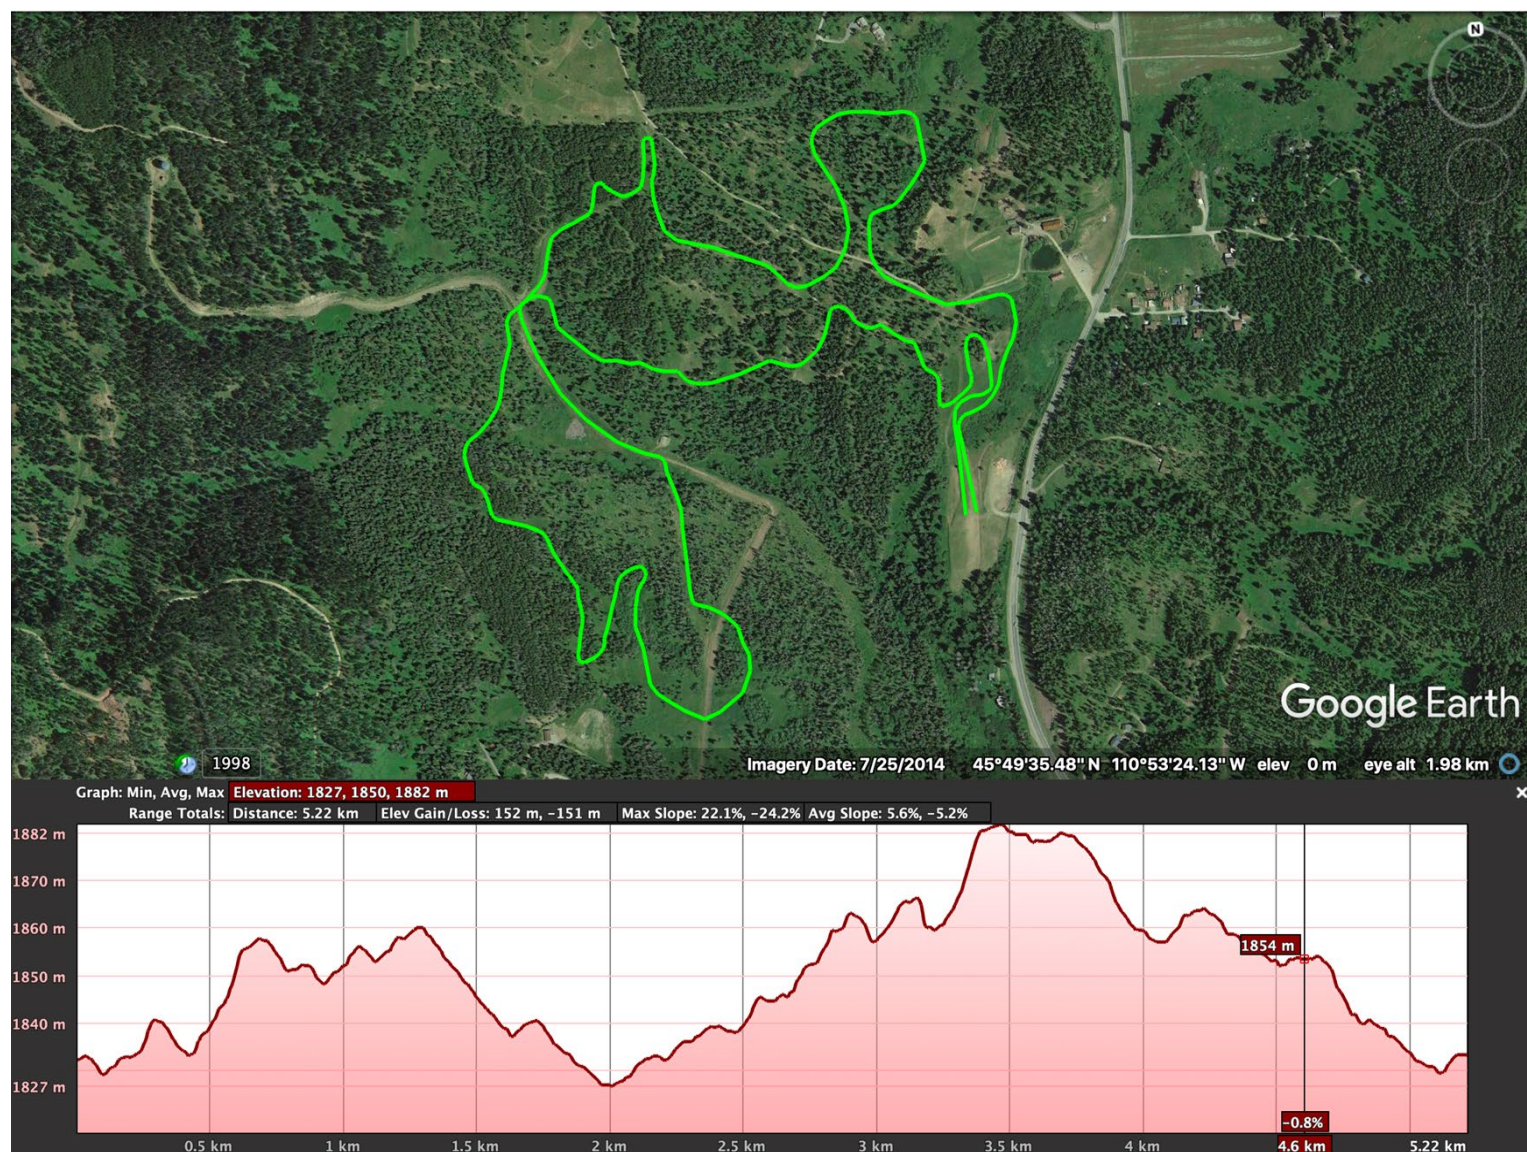 N
Google Earth
1998
Imagery Date: 7/25/2014 45°49'35.48" N 110°53'24.13" W elev 0 m eye alt 1.98 km
Graph: Min, Avg, Max Elevation: 1827, 1850, 1882 m
Range Totals: Distance: 5.22 km Elev Gain/Loss: 152 m, -151 m Max Slope: 22.1%, -24.2% Avg Slope: 5.6%, -5.2%
1882 m
1870 m
1860 m
1854 m
1850 m
1840 m
1827 m
-0.8%
0.5 km 1 km 1.5 km 2 km 2.5 km 3 km 3.5 km 4 km 4.6 km 5.22 km